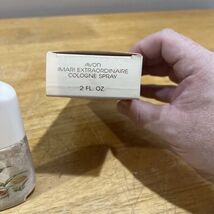 AVON
IMARI EXTRAORDINAIRE
COLOGNE SPRAY
2 FL. OZ